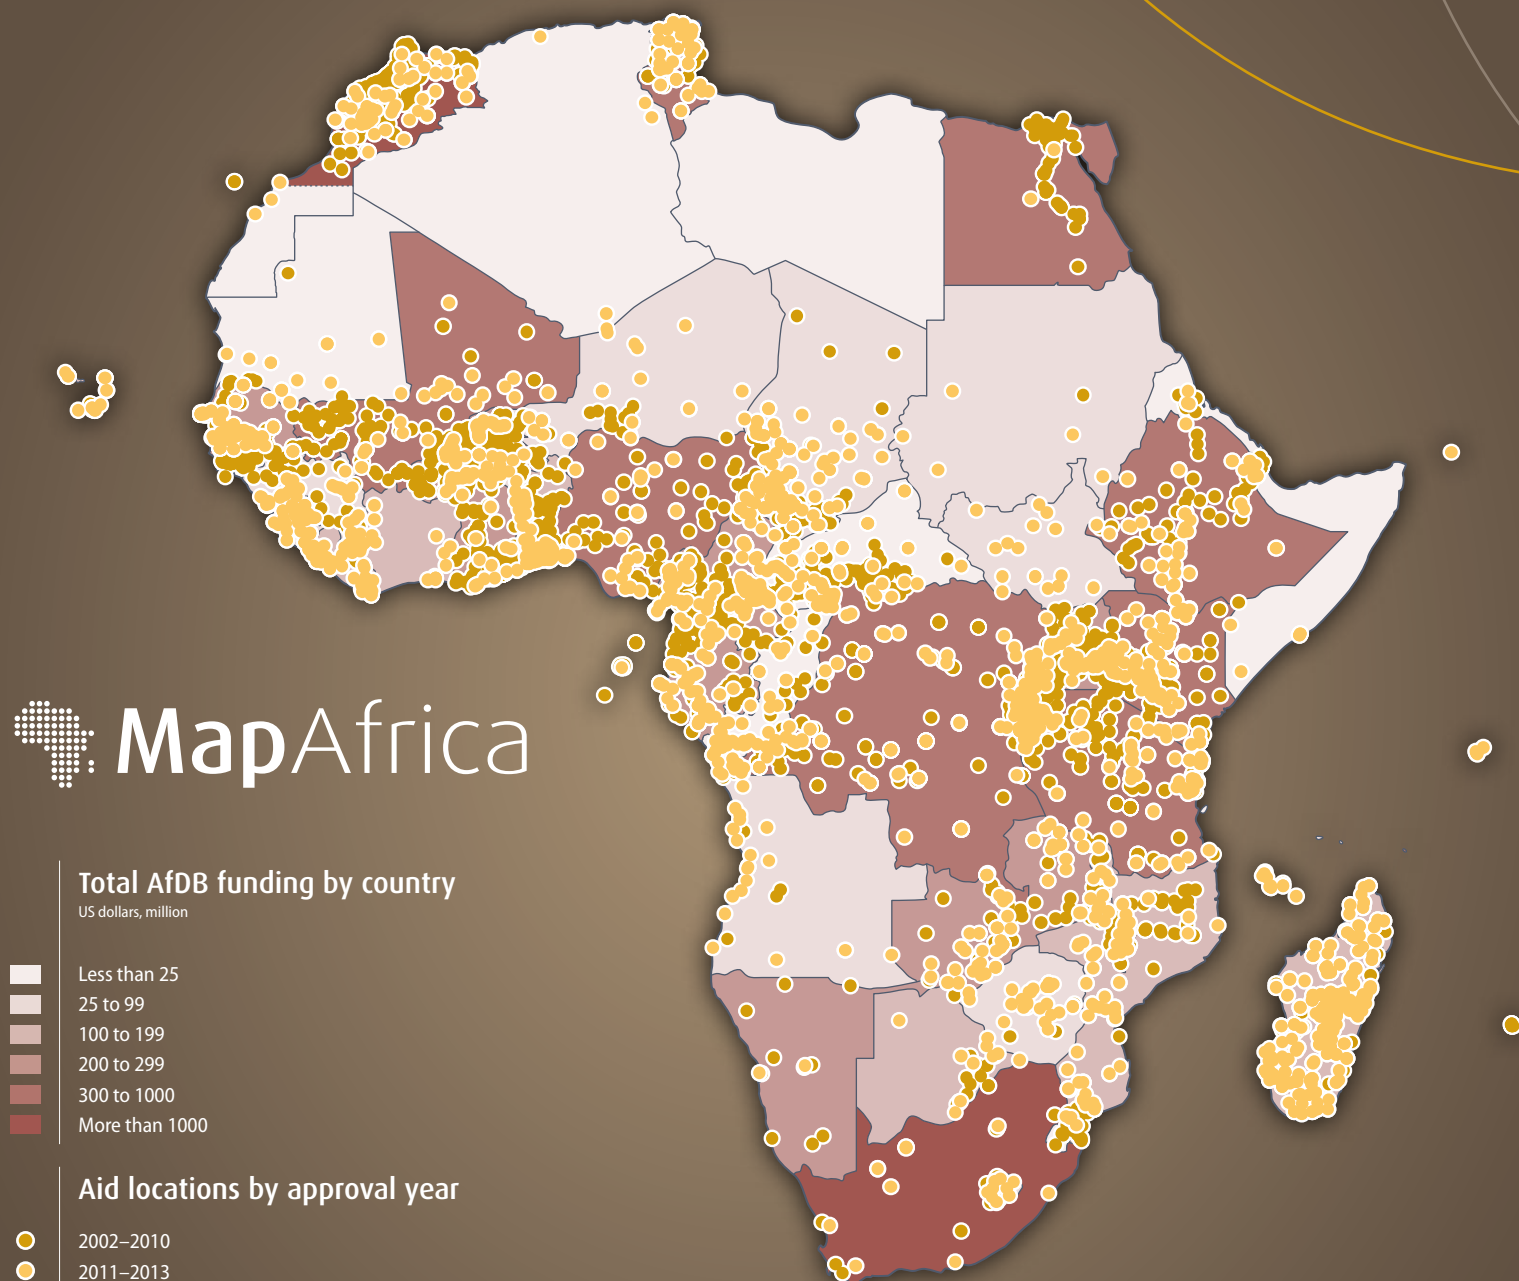 MapAfrica
Total AfDB funding by country
US dollars, million
Less than 25
25 to 99
100 to 199
200 to 299
300 to 1000
More than 1000
Aid locations by approval year
2002–2010
2011–2013